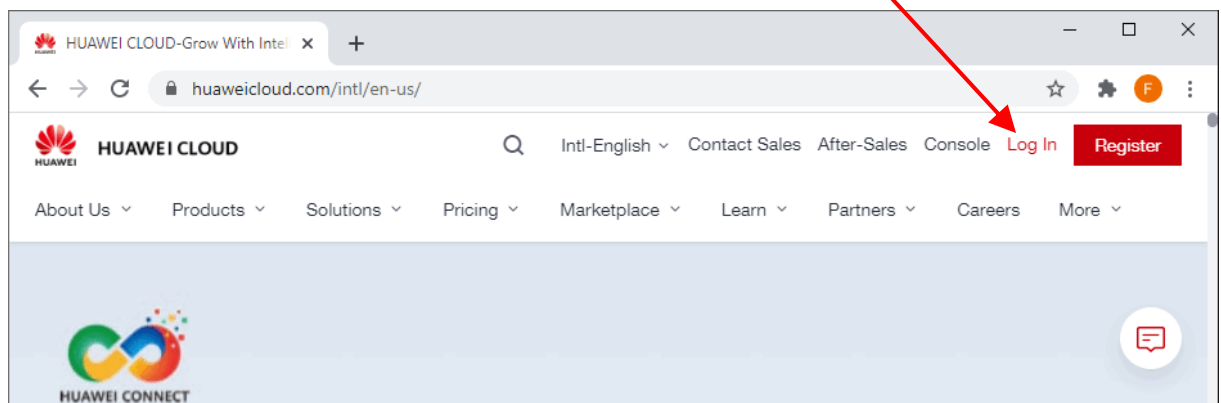 HUAWEI CLOUD-Grow With Intel
huaweicloud.com/intl/en-us/
F
HUAWEI
HUAWEI CLOUD
Intl-English
Contact Sales
After-Sales
Console
Log In
Register
About Us
Products
Solutions
Pricing
Marketplace
Learn
Partners
Careers
More
HUAWEI CONNECT